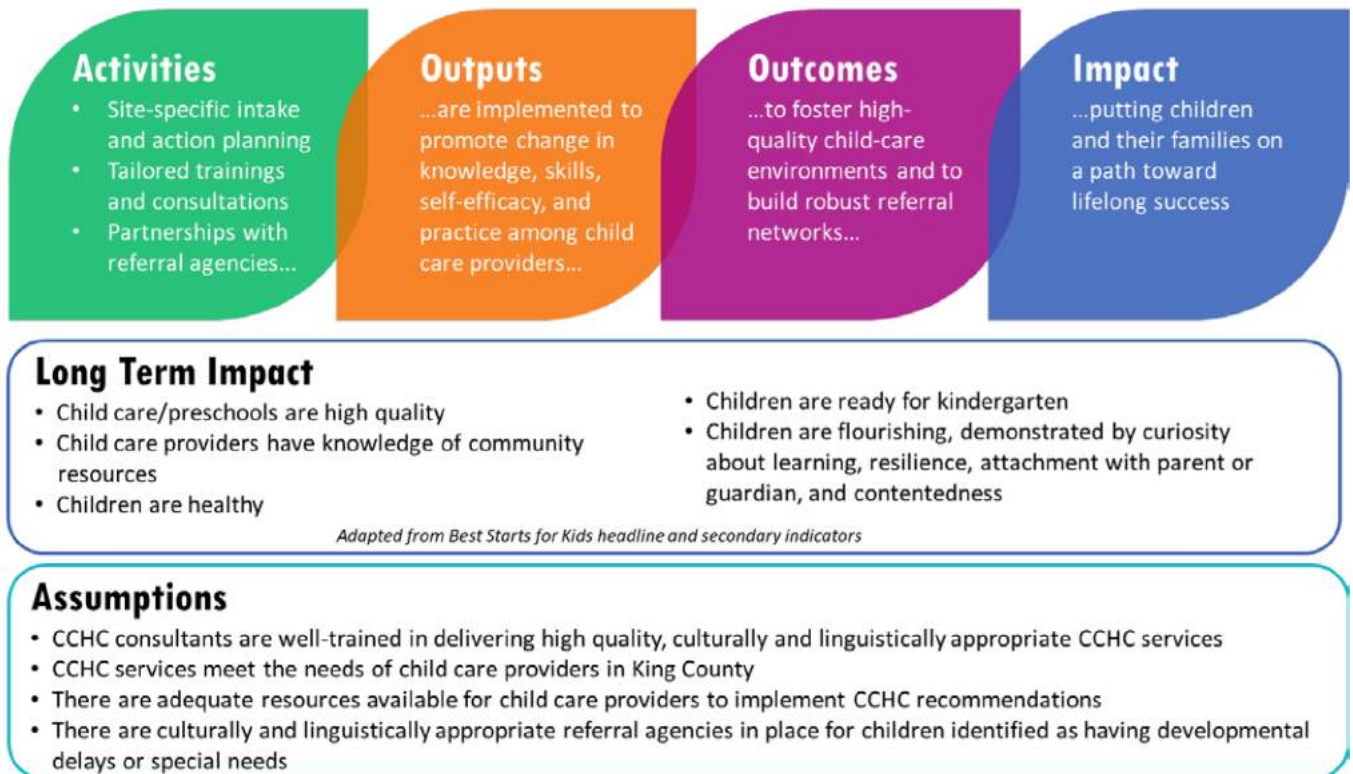 Activities
• Site-specific intake
and action planning
• Tailored trainings
and consultations
• Partnerships with
referral agencies...
Outputs
...are implemented to
promote change in
knowledge, skills,
self-efficacy, and
practice among child
care providers...
Outcomes
...to foster high-
quality child-care
environments and to
build robust referral
networks...
Impact
...putting children
and their families on
a path toward
lifelong success
Long Term Impact
• Child care/preschools are high quality
• Child care providers have knowledge of community
resources
• Children are healthy
• Children are ready for kindergarten
• Children are flourishing, demonstrated by curiosity
about learning, resilience, attachment with parent or
guardian, and contentedness
Adapted from Best Starts for Kids headline and secondary indicators
Assumptions
• CCHC consultants are well-trained in delivering high quality, culturally and linguistically appropriate CCHC services
• CCHC services meet the needs of child care providers in King County
• There are adequate resources available for child care providers to implement CCHC recommendations
• There are culturally and linguistically appropriate referral agencies in place for children identified as having developmental
delays or special needs